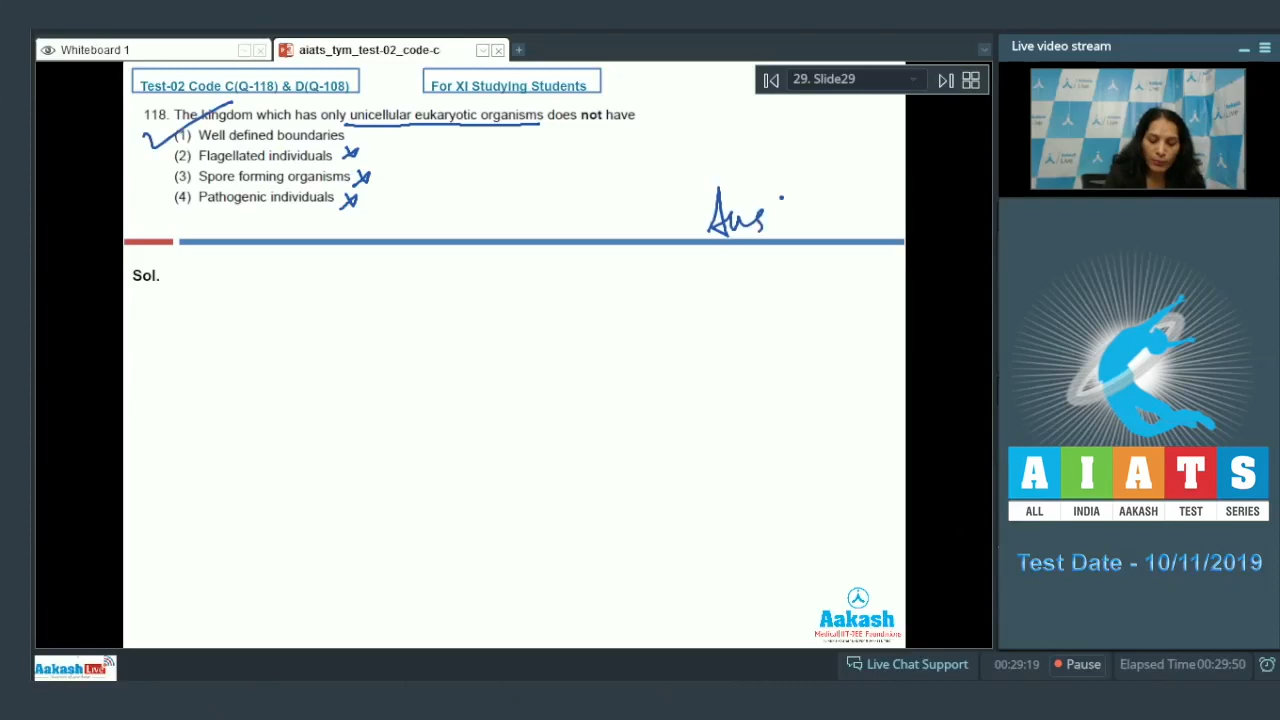 Whiteboard 1
aiats_tym_test-02_code-c
Live video stream
Test-02 Code C(Q-118) & D(Q-108)
For XI Studying Students
29. Slide29
118. The kingdom which has only unicellular eukaryotic organisms does not have
(1) Well defined boundaries
(2) Flagellated individuals
(3) Spore forming organisms
(4) Pathogenic individuals
Ans
Sol.
A I A T S
ALL INDIA AAKASH TEST SERIES
Test Date - 10/11/2019
Aakash
Medical|IIT-JEE|Foundations
Aakash Live
Live Chat Support
00:29:19
Pause
Elapsed Time 00:29:50